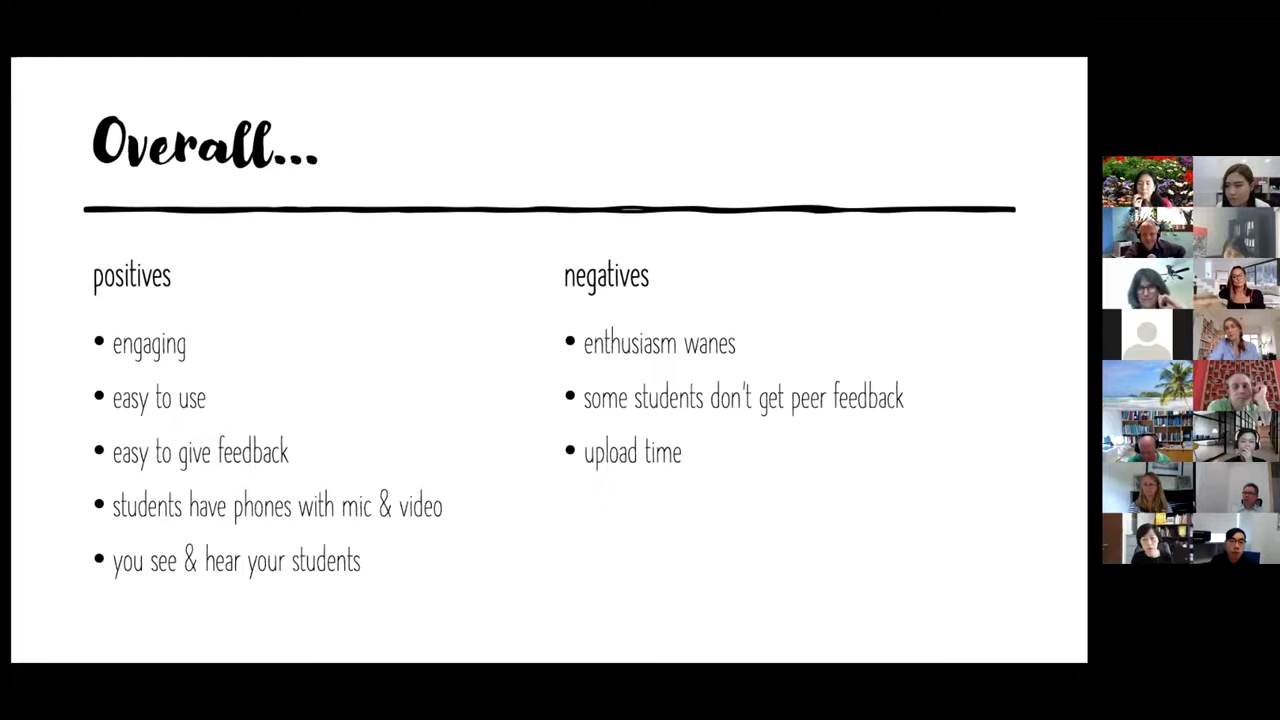 Overall...
positives
• engaging
• easy to use
• easy to give feedback
• students have phones with mic & video
• you see & hear your students
negatives
• enthusiasm wanes
• some students don't get peer feedback
• upload time